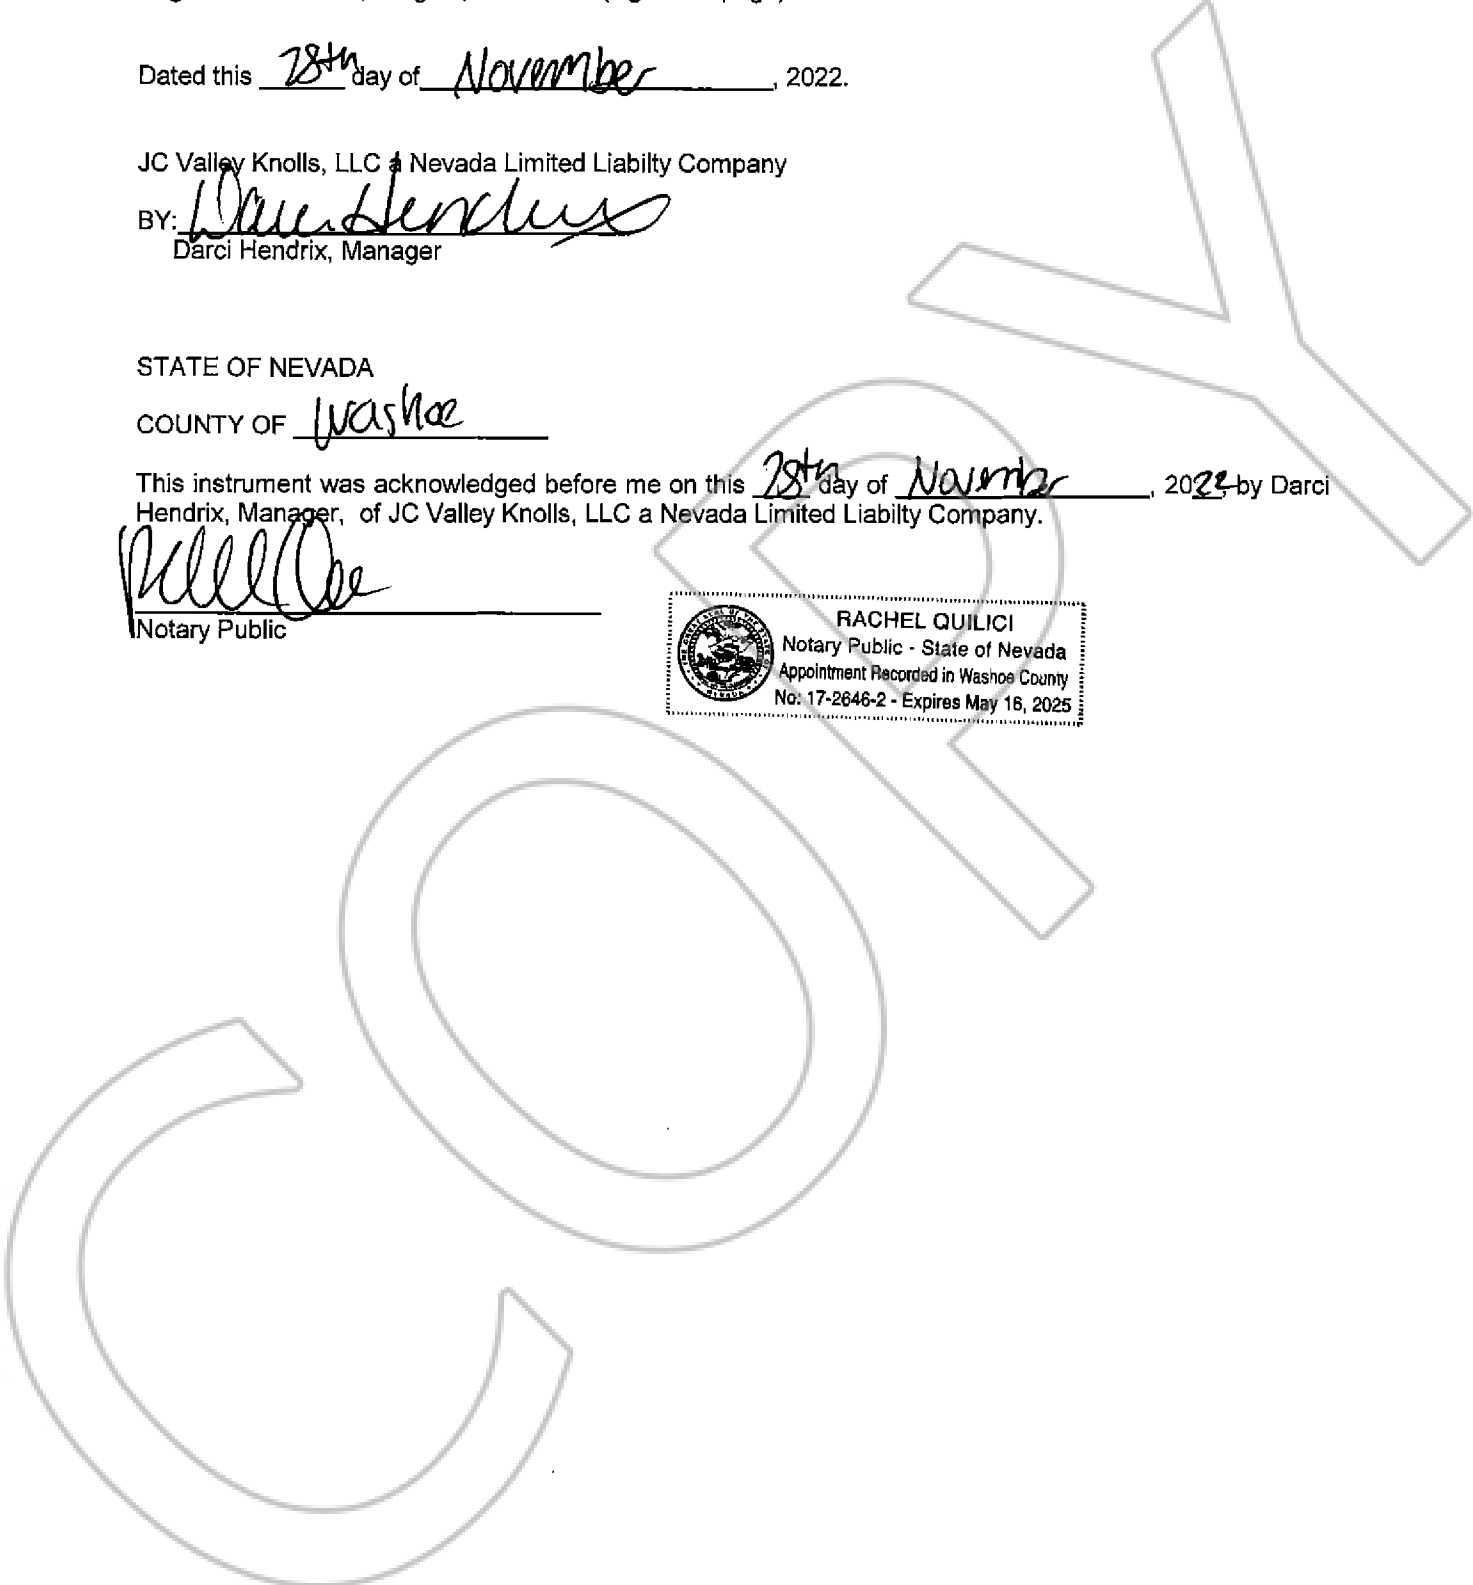 Dated this 28th day of November, 2022.
JC Valley Knolls, LLC a Nevada Limited Liabilty Company
BY: Darci Hendrix
Darci Hendrix, Manager
STATE OF NEVADA
COUNTY OF Washoe
This instrument was acknowledged before me on this 28th day of November, 2022 by Darci
Hendrix, Manager, of JC Valley Knolls, LLC a Nevada Limited Liabilty Company.
Notary Public
RACHEL QUILICI
Notary Public - State of Nevada
Appointment Recorded in Washoe County
No: 17-2646-2 - Expires May 16, 2025
COPY